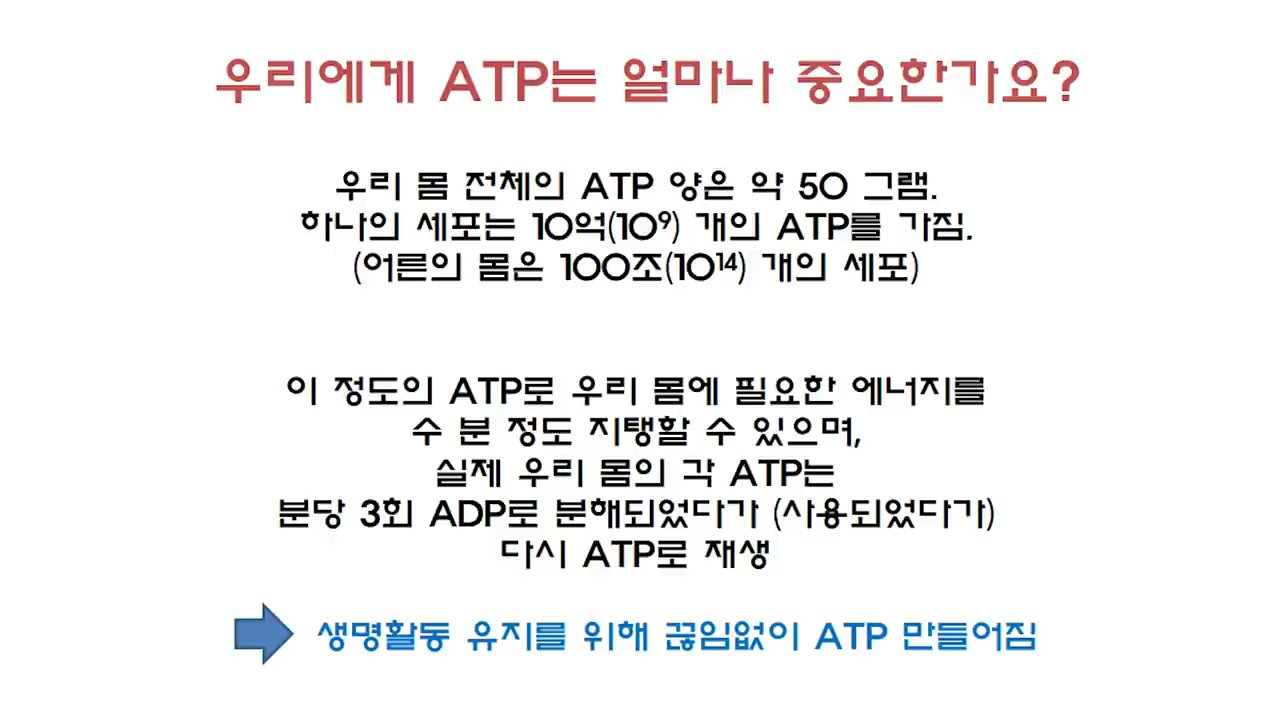 우리에게 ATP는 얼마나 중요한가요?
우리 몸 전체의 ATP 양은 약 50 그램.
하나의 세포는 10억(10⁹) 개의 ATP를 가짐.
(어른의 몸은 100조(10¹⁴) 개의 세포)
이 정도의 ATP로 우리 몸에 필요한 에너지를
수 분 정도 지탱할 수 있으며,
실제 우리 몸의 각 ATP는
분당 3회 ADP로 분해되었다가 (사용되었다가)
다시 ATP로 재생
생명활동 유지를 위해 끊임없이 ATP 만들어짐